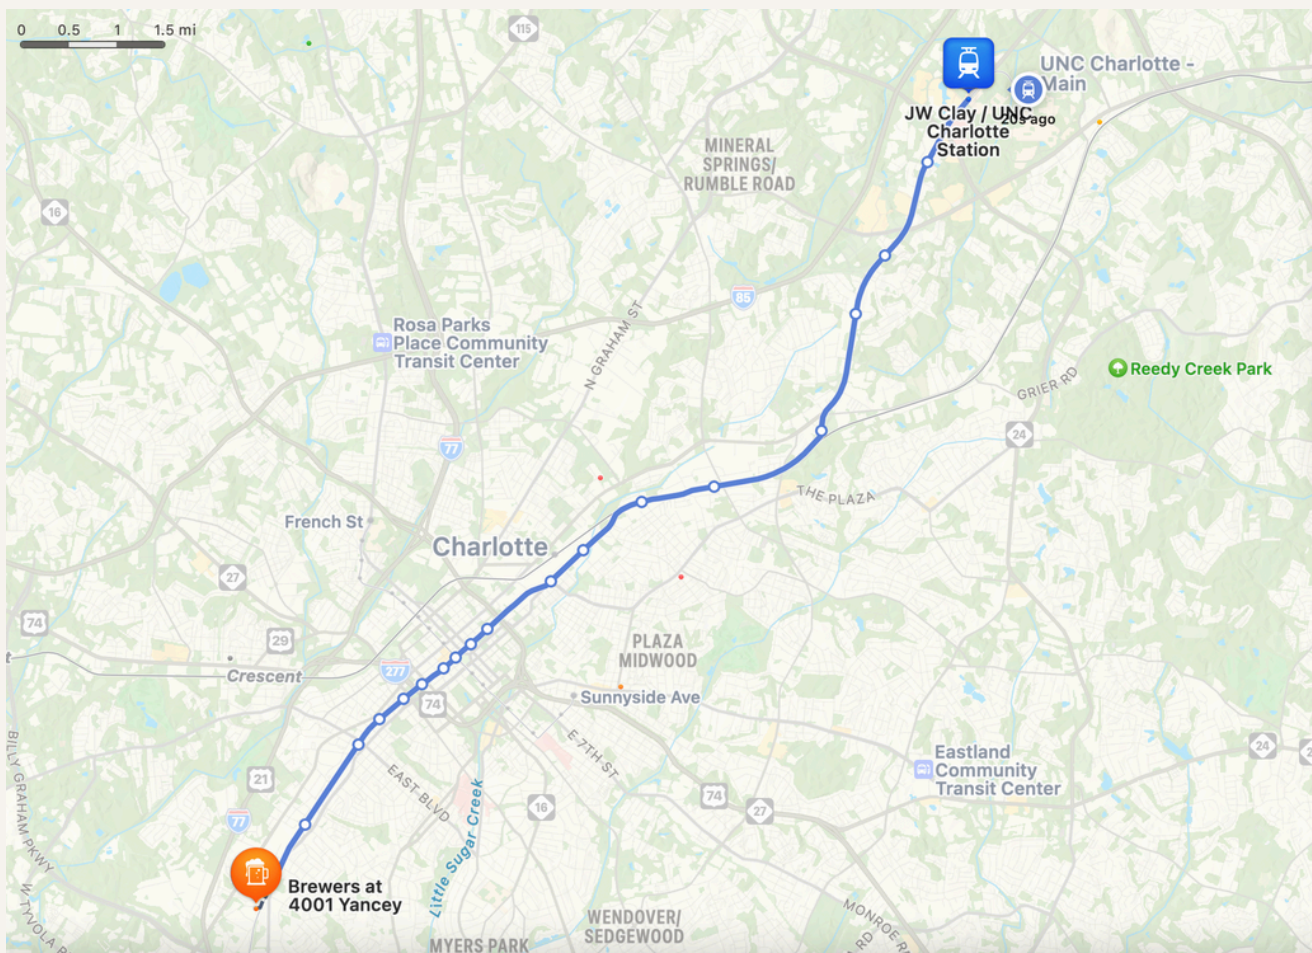 0 0.5 1 1.5 mi
115
UNC Charlotte -
Main
JW Clay / UNC
20s ago
Charlotte
Station
MINERAL
SPRINGS/
RUMBLE ROAD
16
85
Rosa Parks
Place Community
Transit Center
N GRAHAM ST
Reedy Creek Park
GRIER RD
24
77
THE PLAZA
French St
Charlotte
27
74
29
PLAZA
MIDWOOD
Crescent
277
74
Sunnyside Ave
E 7TH ST
BILLY GRAHAM PKWY
21
EAST BLVD
Eastland
Community
Transit Center
24
2
77
16
74
27
Little Sugar Creek
Brewers at
4001 Yancey
WENDOVER/
SEDGEWOOD
MYERS PARK
MONROE R
RD
W TYVOLA R